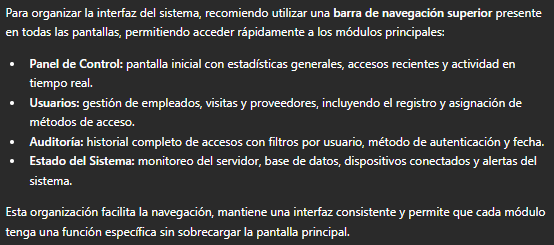 Para organizar la interfaz del sistema, recomiendo utilizar una barra de navegación superior presente
en todas las pantallas, permitiendo acceder rápidamente a los módulos principales:
• Panel de Control: pantalla inicial con estadísticas generales, accesos recientes y actividad en
tiempo real.
• Usuarios: gestión de empleados, visitas y proveedores, incluyendo el registro y asignación de
métodos de acceso.
• Auditoría: historial completo de accesos con filtros por usuario, método de autenticación y fecha.
• Estado del Sistema: monitoreo del servidor, base de datos, dispositivos conectados y alertas del
sistema.
Esta organización facilita la navegación, mantiene una interfaz consistente y permite que cada módulo
tenga una función específica sin sobrecargar la pantalla principal.